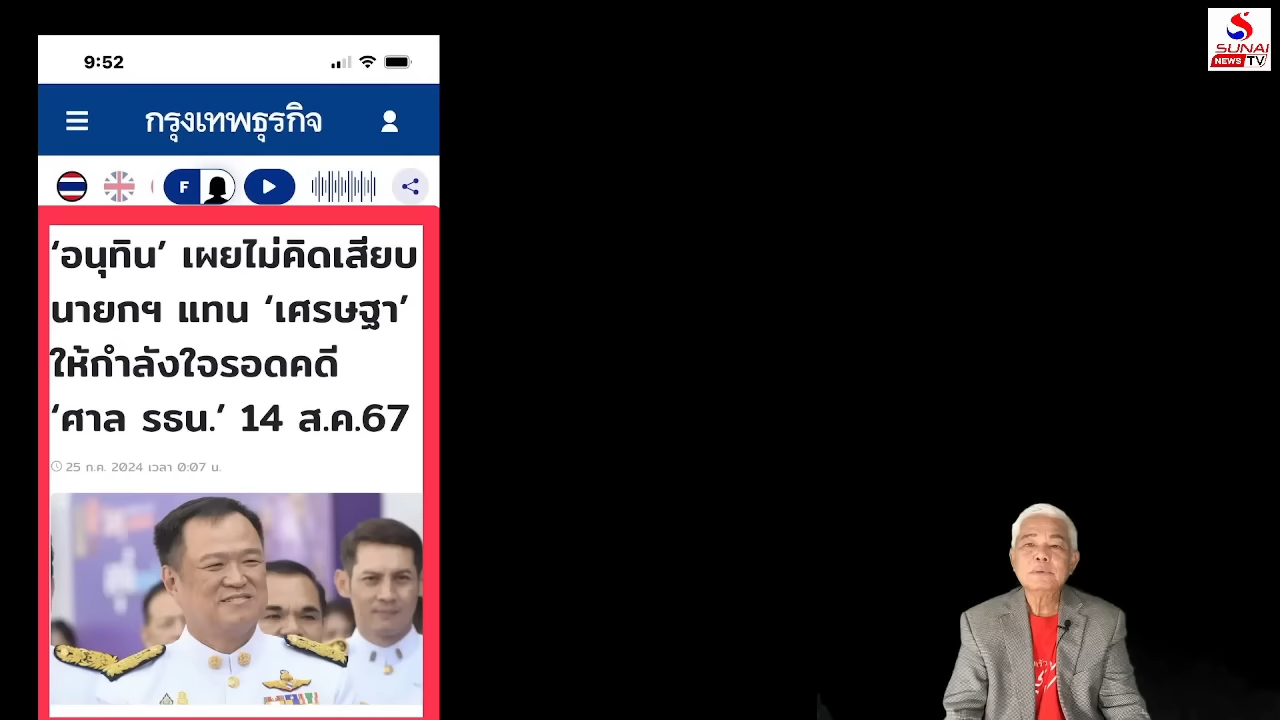 9:52
กรุงเทพธุรกิจ
F
‘อนุทิน’ เผยไม่คิดเสียบ
นายกฯ แทน ‘เศรษฐา’
ให้กำลังใจรอดคดี
‘ศาล รธน.’ 14 ส.ค.67
25 ก.ค. 2024 เวลา 0:07 น.
SUNAI
NEWS TV